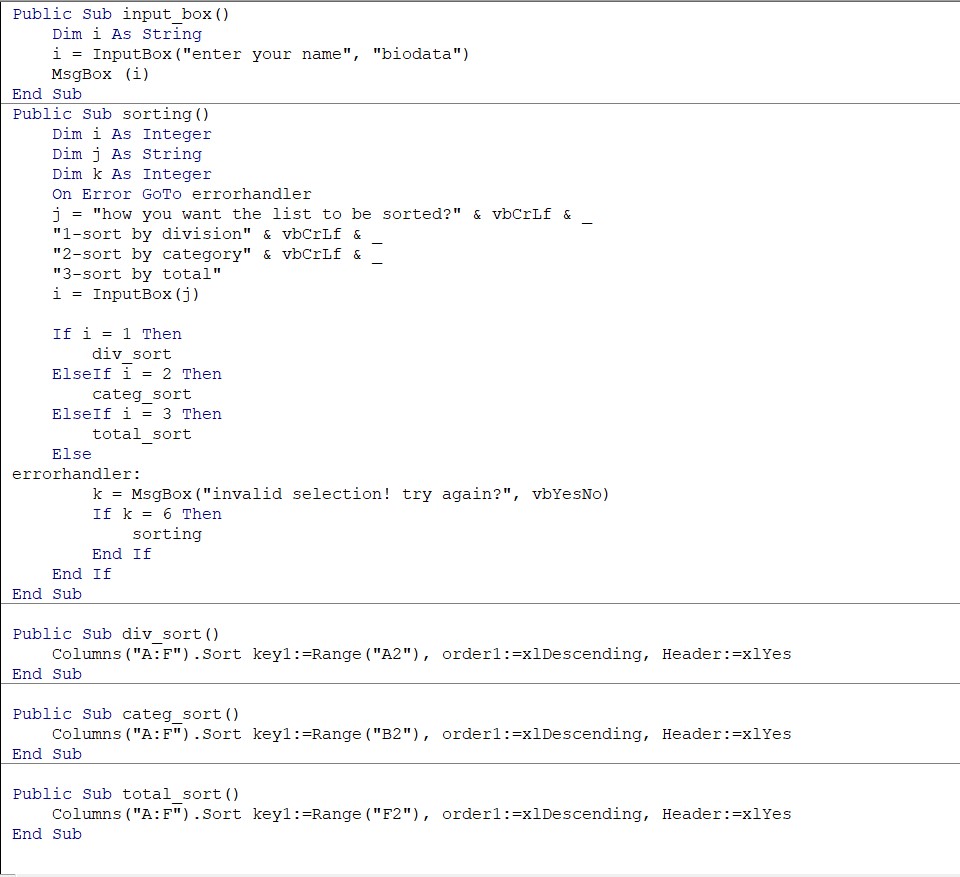 Public Sub input_box()
    Dim i As String
    i = InputBox("enter your name", "biodata")
    MsgBox (i)
End Sub
Public Sub sorting()
    Dim i As Integer
    Dim j As String
    Dim k As Integer
    On Error GoTo errorhandler
    j = "how you want the list to be sorted?" & vbCrLf & _
    "1-sort by division" & vbCrLf & _
    "2-sort by category" & vbCrLf & _
    "3-sort by total"
    i = InputBox(j)

    If i = 1 Then
        div_sort
    ElseIf i = 2 Then
        categ_sort
    ElseIf i = 3 Then
        total_sort
    Else
errorhandler:
        k = MsgBox("invalid selection! try again?", vbYesNo)
        If k = 6 Then
            sorting
        End If
    End If
End Sub

Public Sub div_sort()
    Columns("A:F").Sort key1:=Range("A2"), order1:=xlDescending, Header:=xlYes
End Sub

Public Sub categ_sort()
    Columns("A:F").Sort key1:=Range("B2"), order1:=xlDescending, Header:=xlYes
End Sub

Public Sub total_sort()
    Columns("A:F").Sort key1:=Range("F2"), order1:=xlDescending, Header:=xlYes
End Sub